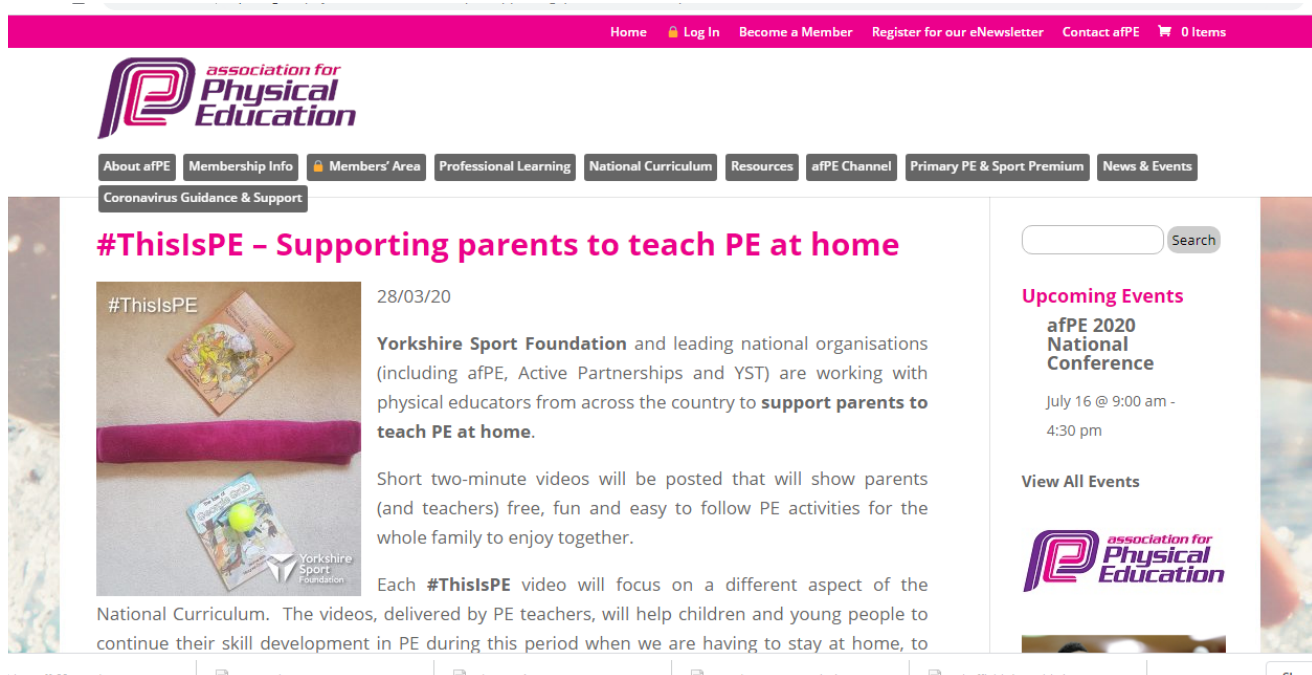 Home Log In Become a Member Register for our eNewsletter Contact afPE 0 Items
association for
Physical
Education
About afPE Membership Info Members' Area Professional Learning National Curriculum Resources afPE Channel Primary PE & Sport Premium News & Events
Coronavirus Guidance & Support
#ThisIsPE – Supporting parents to teach PE at home
#ThisIsPE
Yorkshire
Sport
Foundation
28/03/20
Yorkshire Sport Foundation and leading national organisations
(including afPE, Active Partnerships and YST) are working with
physical educators from across the country to support parents to
teach PE at home.
Short two-minute videos will be posted that will show parents
(and teachers) free, fun and easy to follow PE activities for the
whole family to enjoy together.
Each #ThisIsPE video will focus on a different aspect of the
National Curriculum. The videos, delivered by PE teachers, will help children and young people to
continue their skill development in PE during this period when we are having to stay at home, to
Search
Upcoming Events
afPE 2020
National
Conference
July 16 @ 9:00 am -
4:30 pm
View All Events
association for
Physical
Education